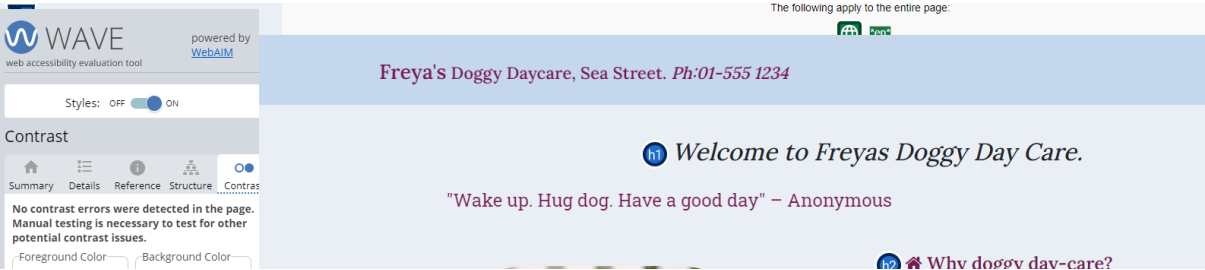 The following apply to the entire page:
"en"
WAVE
powered by
WebAIM
web accessibility evaluation tool
Styles: OFF ON
Contrast
Summary Details Reference Structure Contras
No contrast errors were detected in the page.
Manual testing is necessary to test for other
potential contrast issues.
Foreground Color Background Color
Freya's Doggy Daycare, Sea Street. Ph:01-555 1234
h1 Welcome to Freyas Doggy Day Care.
"Wake up. Hug dog. Have a good day" – Anonymous
h2 Why doggy day-care?